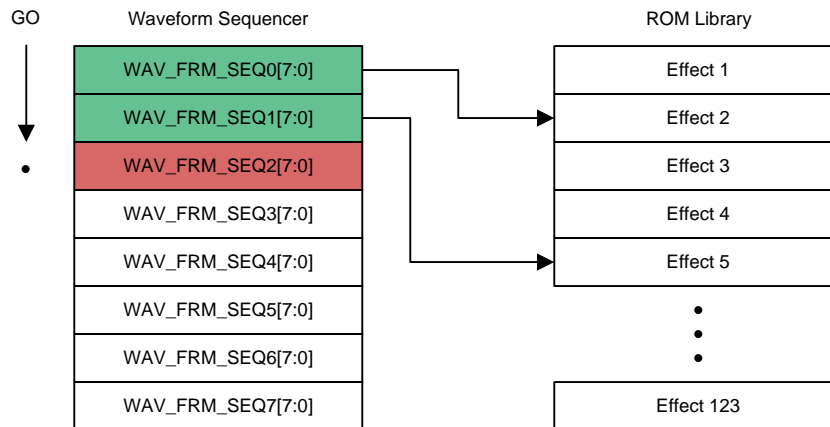 GO
Waveform Sequencer
ROM Library
WAV_FRM_SEQ0[7:0]
WAV_FRM_SEQ1[7:0]
WAV_FRM_SEQ2[7:0]
WAV_FRM_SEQ3[7:0]
WAV_FRM_SEQ4[7:0]
WAV_FRM_SEQ5[7:0]
WAV_FRM_SEQ6[7:0]
WAV_FRM_SEQ7[7:0]
Effect 1
Effect 2
Effect 3
Effect 4
Effect 5
Effect 123